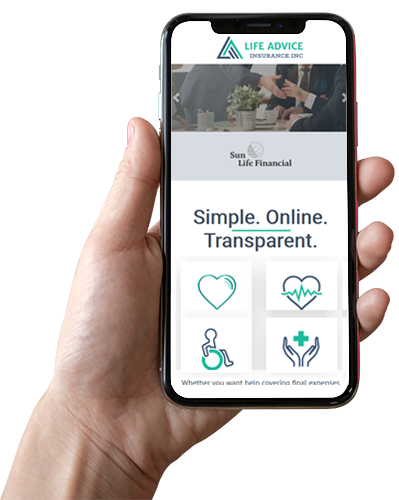 LIFE ADVICE
INSURANCE INC
Sun
Life Financial
Simple. Online.
Transparent.
Whether you want help covering final expenses